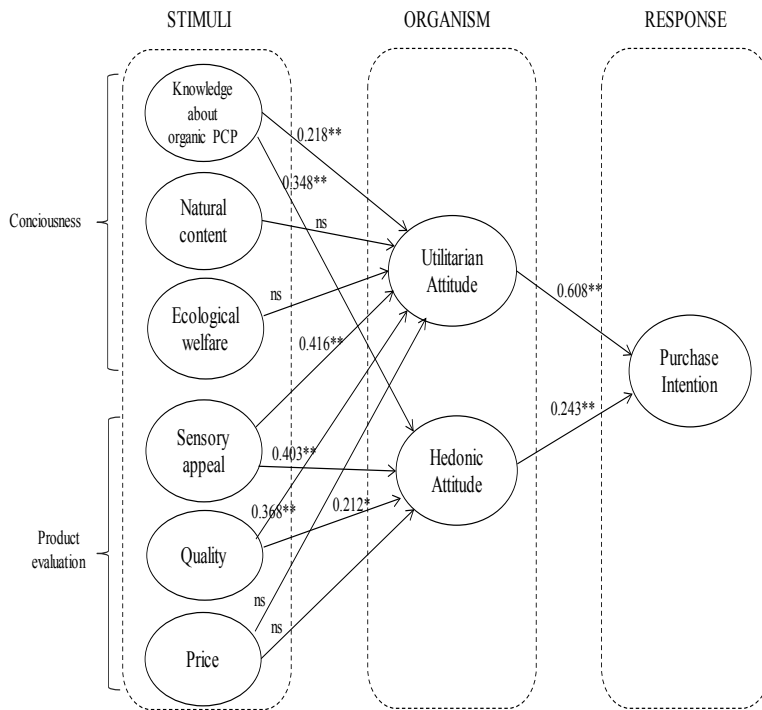 STIMULI
ORGANISM
RESPONSE
Knowledge
about
organic PCP
0.218**
0.348**
Natural
content
ns
Conciousness
Utilitarian
Attitude
Ecological
welfare
ns
0.608**
0.416**
Purchase
Intention
Sensory
appeal
0.403**
0.243**
Hedonic
Attitude
Product
evaluation
Quality
0.368**
0.212*
ns
ns
Price